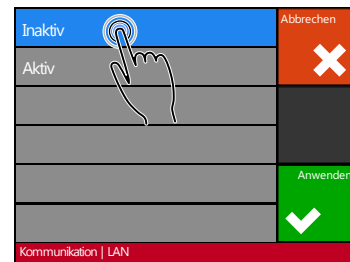 Inaktiv
Abbrechen
Aktiv
Anwenden
Kommunikation | LAN